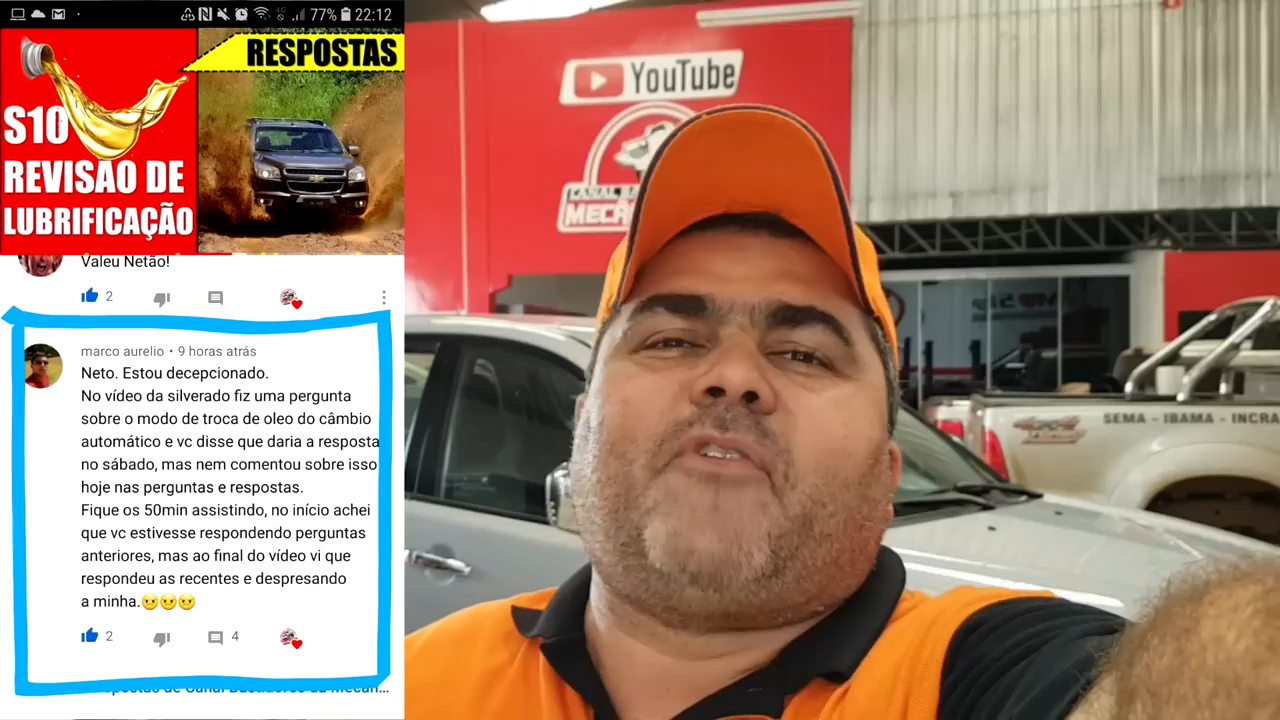 77% 22:12
RESPOSTAS
S10
REVISÃO DE
LUBRIFICAÇÃO
Valeu Netão!
2
marco aurelio • 9 horas atrás
Neto. Estou decepcionado.
No vídeo da silverado fiz uma pergunta
sobre o modo de troca de oleo do câmbio
automático e vc disse que daria a resposta
no sábado, mas nem comentou sobre isso
hoje nas perguntas e respostas.
Fique os 50min assistindo, no início achei
que vc estivesse respondendo perguntas
anteriores, mas ao final do vídeo vi que
respondeu as recentes e despresando
a minha.😠😠😠
2 4
YouTube
CANAL
SEMA - IBAMA - INCRA